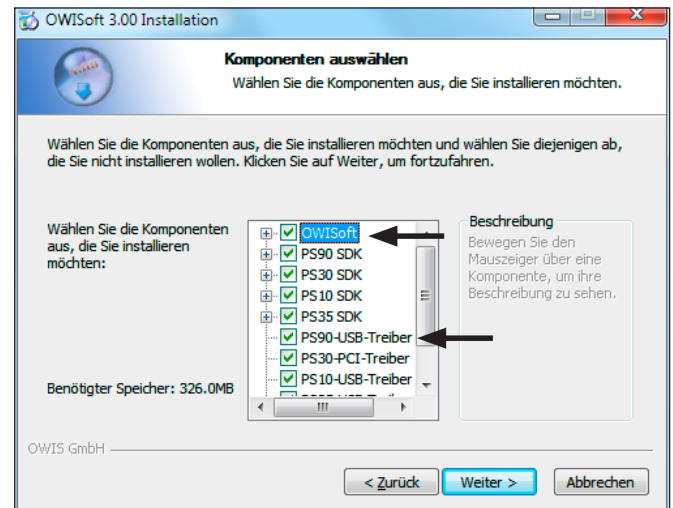 OWISoft 3.00 Installation
Komponenten auswählen
Wählen Sie die Komponenten aus, die Sie installieren möchten.
Wählen Sie die Komponenten aus, die Sie installieren möchten und wählen Sie diejenigen ab,
die Sie nicht installieren wollen. Klicken Sie auf Weiter, um fortzufahren.
Wählen Sie die Komponenten
aus, die Sie installieren
möchten:
OWISoft
PS90 SDK
PS30 SDK
PS10 SDK
PS35 SDK
PS90-USB-Treiber
PS30-PCI-Treiber
PS10-USB-Treiber
Beschreibung
Bewegen Sie den
Mauszeiger über eine
Komponente, um ihre
Beschreibung zu sehen.
Benötigter Speicher: 326.0MB
OWIS GmbH
< Zurück
Weiter >
Abbrechen